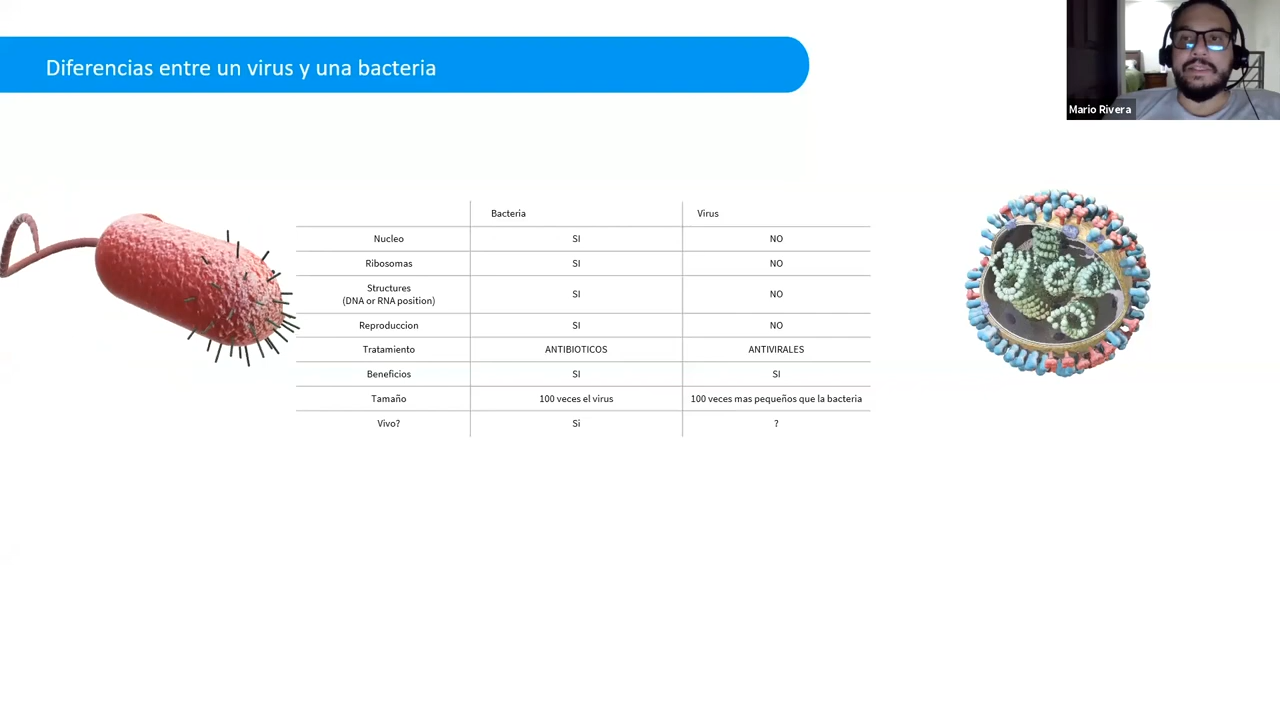 Diferencias entre un virus y una bacteria
Mario Rivera
Bacteria Virus
Nucleo SI NO
Ribosomas SI NO
Structures
(DNA or RNA position) SI NO
Reproduccion SI NO
Tratamiento ANTIBIOTICOS ANTIVIRALES
Beneficios SI SI
Tamaño 100 veces el virus 100 veces mas pequeños que la bacteria
Vivo? Si ?